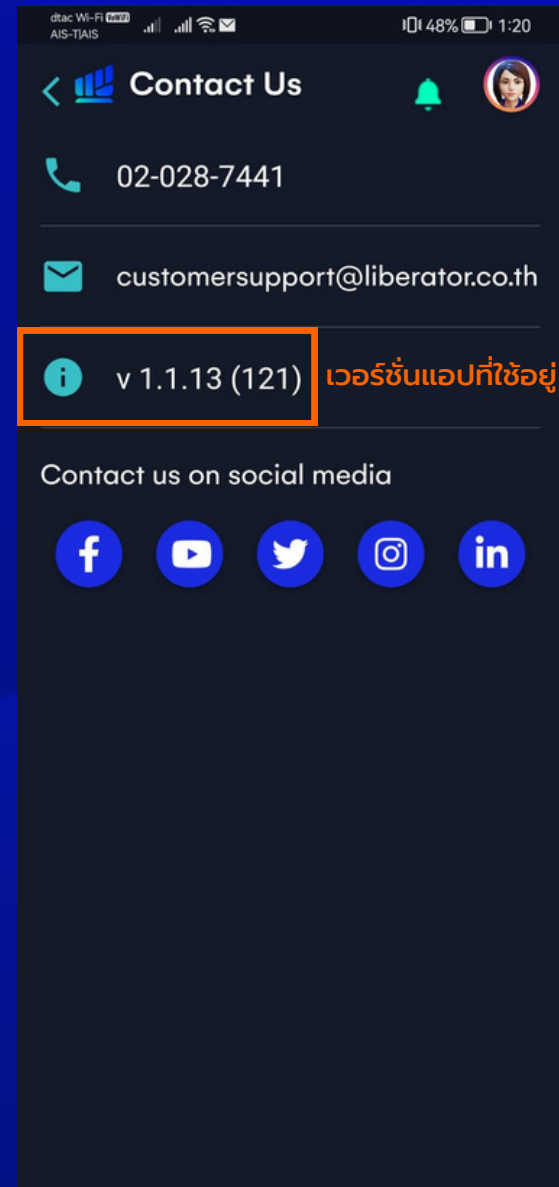 dtac Wi-Fi VoWiFi
AIS-T|AIS
48% 1:20
Contact Us
02-028-7441
customersupport@liberator.co.th
v 1.1.13 (121)
เวอร์ชั่นแอปที่ใช้อยู่
Contact us on social media